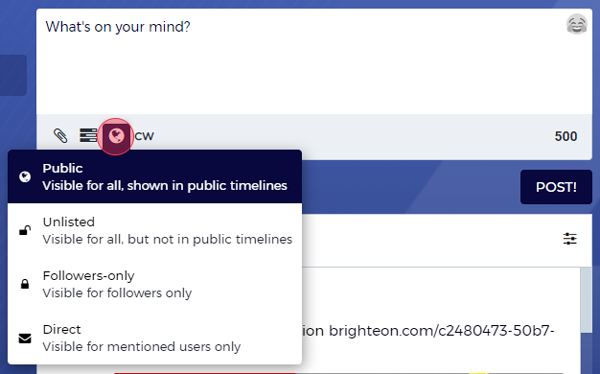 What's on your mind?
CW
500
Public
Visible for all, shown in public timelines
POST!
Unlisted
Visible for all, but not in public timelines
Followers-only
Visible for followers only
Direct
ion brighteon.com/c2480473-50b7-
Visible for mentioned users only